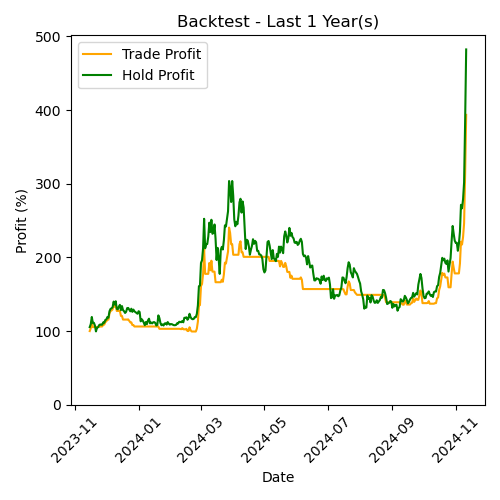 Backtest - Last 1 Year(s)
Trade Profit
Hold Profit
Profit (%)
500
400
300
200
100
0
2023-11
2024-01
2024-03
2024-05
2024-07
2024-09
2024-11
Date